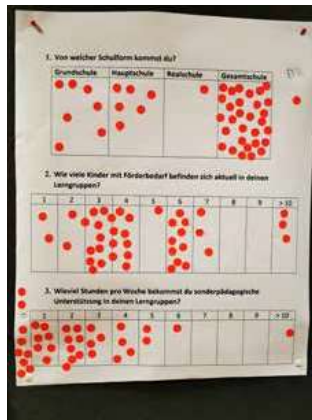 1. Von welcher Schulform kommst du?
Grundschule Hauptschule Realschule Gesamtschule
2. Wie viele Kinder mit Förderbedarf befinden sich aktuell in deinen
Lerngruppen?
1 2 3 4 5 6 7 8 9 > 10
3. Wieviel Stunden pro Woche bekommst du sonderpädagogische
Unterstützung in deinen Lerngruppen?
1 2 3 4 5 6 7 8 9 > 10